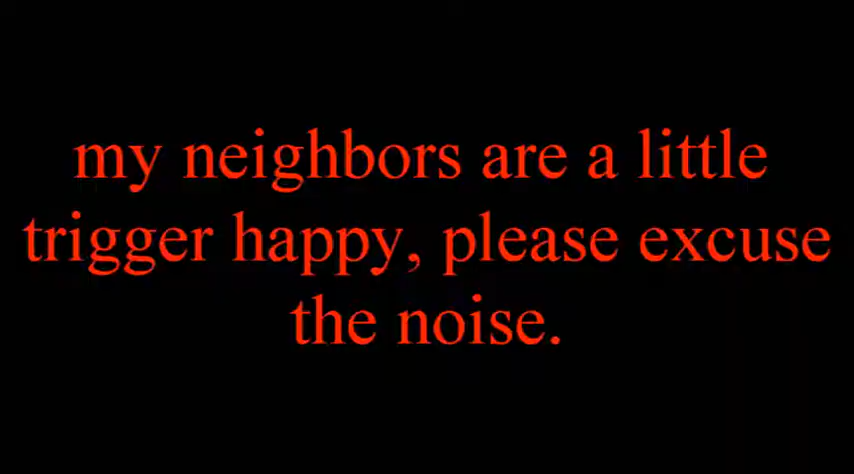 my neighbors are a little
trigger happy, please excuse
the noise.